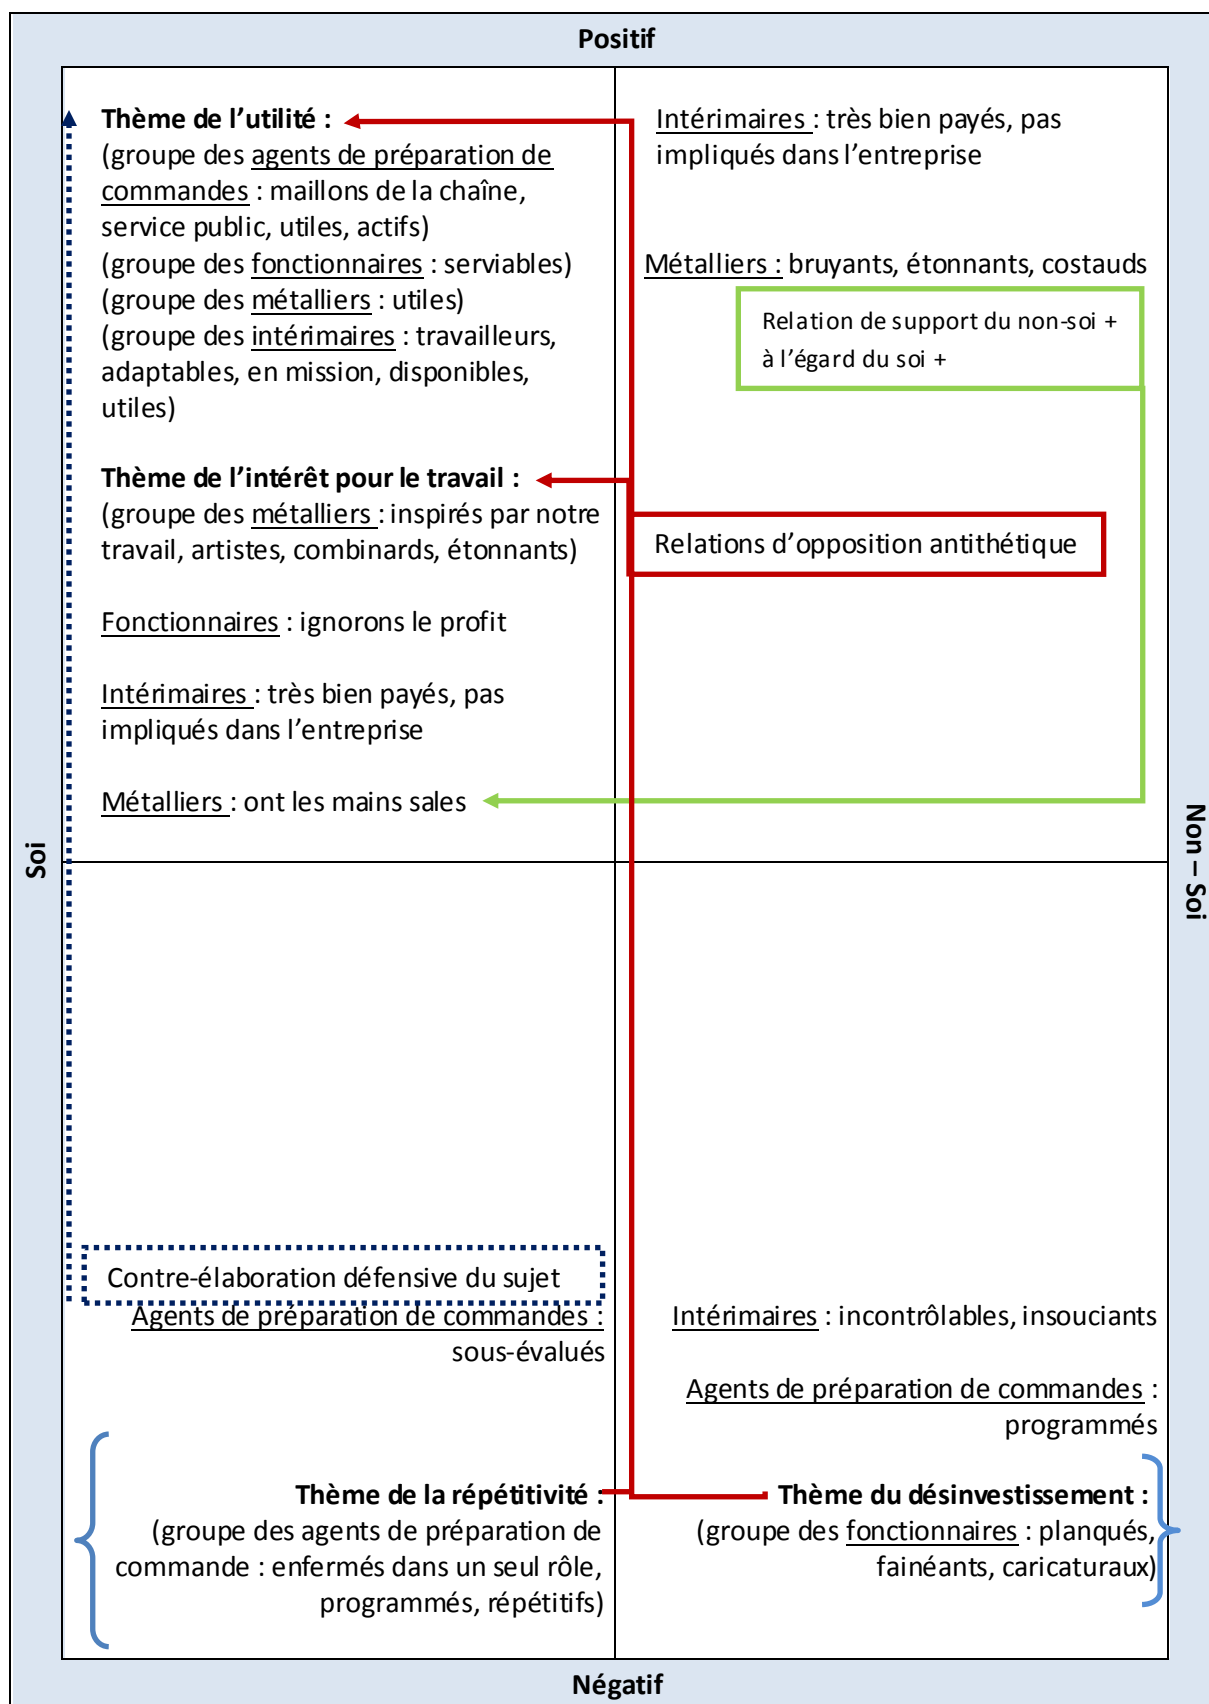 Positif
Thème de l’utilité :
(groupe des agents de préparation de
commandes : maillons de la chaîne,
service public, utiles, actifs)
(groupe des fonctionnaires : serviables)
(groupe des métalliers : utiles)
(groupe des intérimaires : travailleurs,
adaptables, en mission, disponibles,
utiles)
Thème de l’intérêt pour le travail :
(groupe des métalliers : inspirés par notre
travail, artistes, combinards, étonnants)
Fonctionnaires : ignorons le profit
Intérimaires : très bien payés, pas
impliqués dans l’entreprise
Métalliers : ont les mains sales
Intérimaires : très bien payés, pas
impliqués dans l’entreprise
Métalliers : bruyants, étonnants, costauds
Relation de support du non-soi +
à l’égard du soi +
Relations d’opposition antithétique
Soi
Non – Soi
Contre-élaboration défensive du sujet
Agents de préparation de commandes :
sous-évalués
Thème de la répétitivité :
(groupe des agents de préparation de
commande : enfermés dans un seul rôle,
programmés, répétitifs)
Intérimaires : incontrôlables, insouciants
Agents de préparation de commandes :
programmés
Thème du désinvestissement :
(groupe des fonctionnaires : planqués,
fainéants, caricaturaux)
Négatif